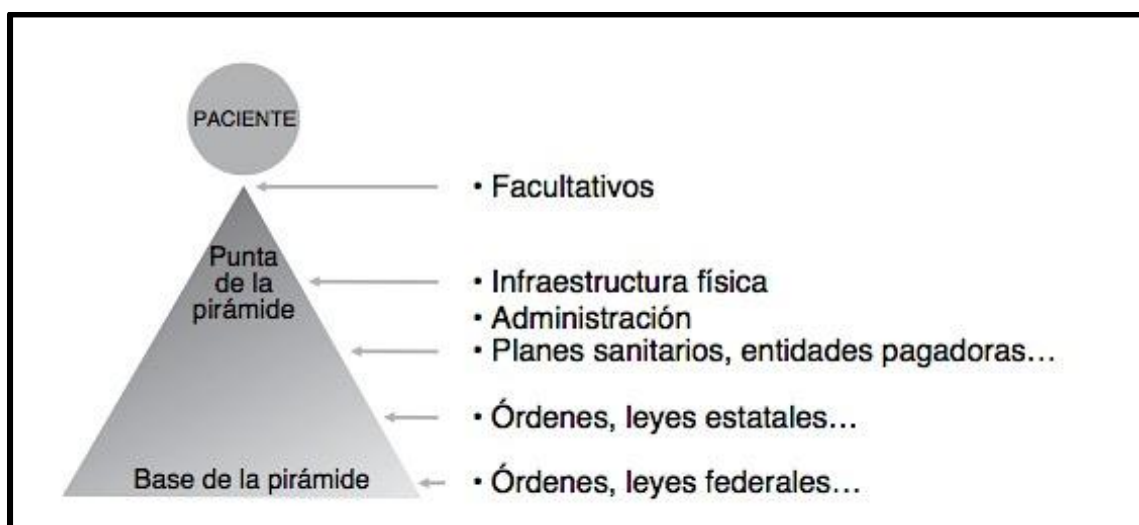 PACIENTE
• Facultativos
Punta
de la
pirámide
• Infraestructura física
• Administración
• Planes sanitarios, entidades pagadoras…
• Órdenes, leyes estatales…
Base de la pirámide
• Órdenes, leyes federales…